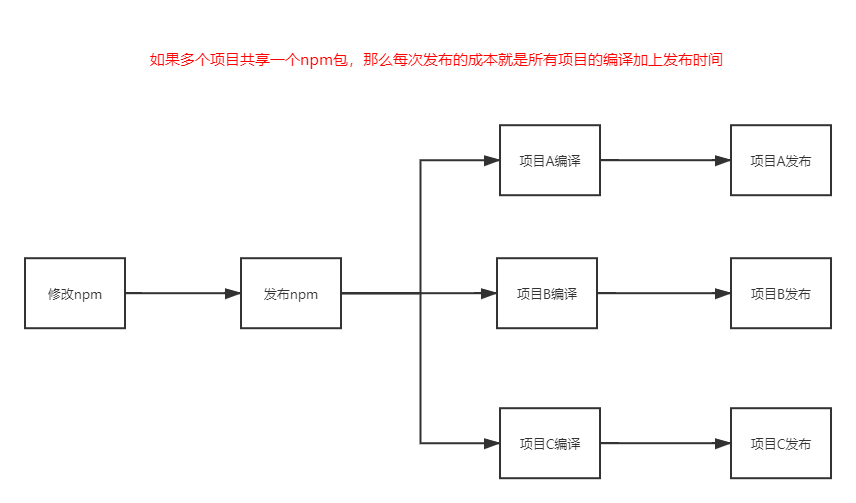 如果多个项目共享一个npm包，那么每次发布的成本就是所有项目的编译加上发布时间
项目A编译
项目A发布
修改npm
发布npm
项目B编译
项目B发布
项目C编译
项目C发布